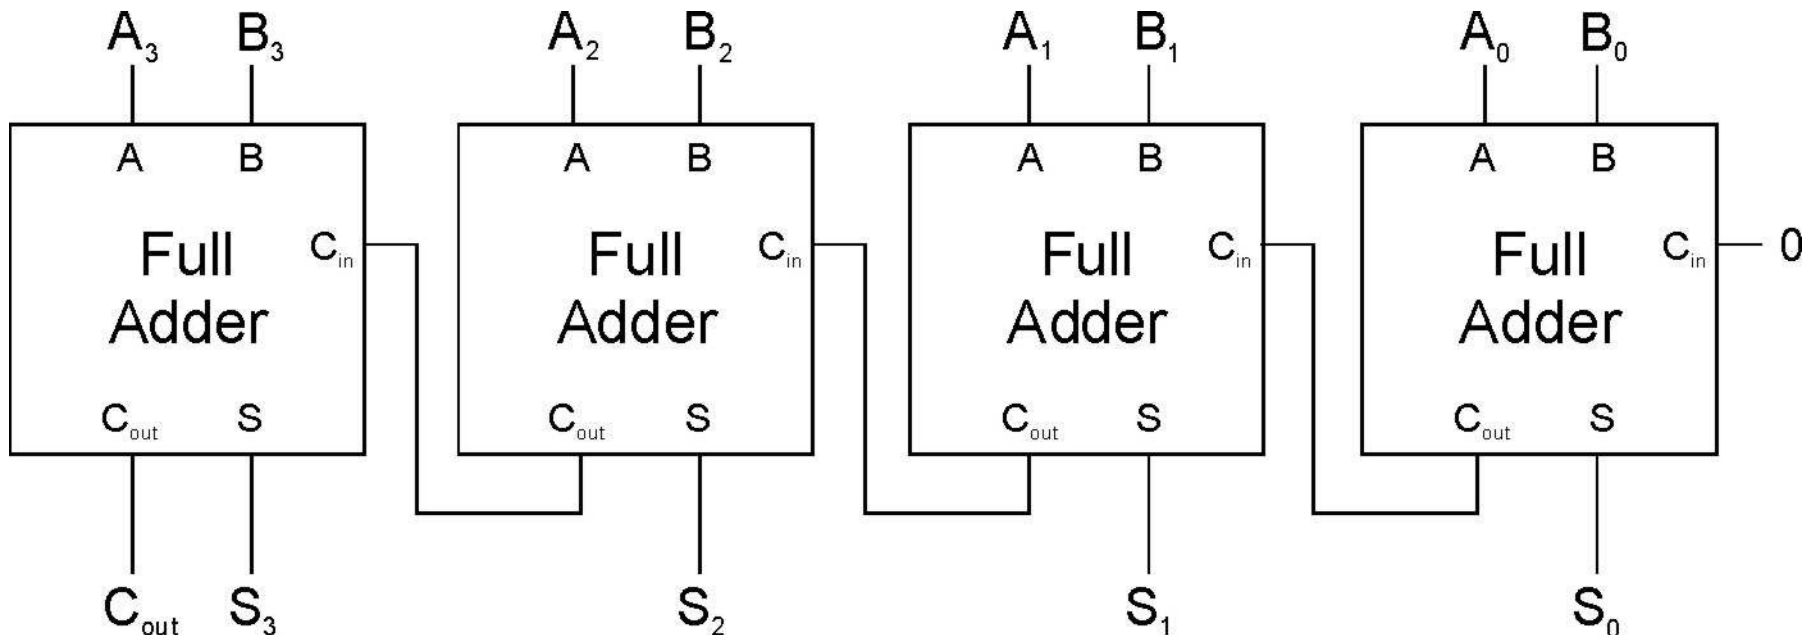 A₃ B₃ A₂ B₂ A₁ B₁ A₀ B₀
A B A B A B A B
Full Cᵢₙ Full Cᵢₙ Full Cᵢₙ Full Cᵢₙ 0
Adder Adder Adder Adder
Cₒᵤₜ S Cₒᵤₜ S Cₒᵤₜ S Cₒᵤₜ S
Cₒᵤₜ S₃ S₂ S₁ S₀